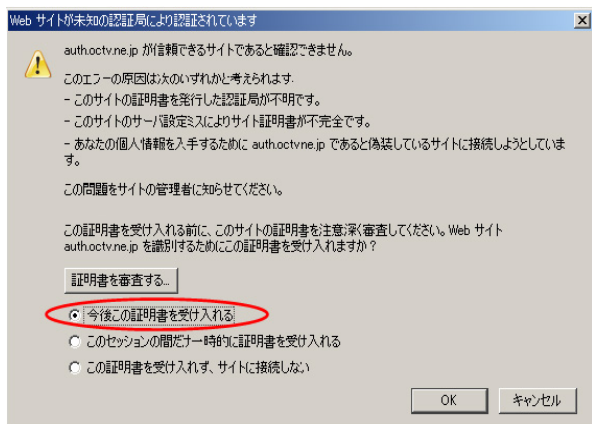 Web サイトが未知の認証局により認証されています
auth.octv.ne.jp が信頼できるサイトであると確認できません。
このエラーの原因は次のいずれかと考えられます:
- このサイトの証明書を発行した認証局が不明です。
- このサイトのサーバ設定ミスによりサイト証明書が不完全です。
- あなたの個人情報を入手するために auth.octv.ne.jp であると偽装しているサイトに接続しようとしていま
す。
この問題をサイトの管理者に知らせてください。
この証明書を受け入れる前に、このサイトの証明書を注意深く審査してください。Web サイト
auth.octv.ne.jp を識別するためにこの証明書を受け入れますか？
証明書を審査する...
今後この証明書を受け入れる
このセッションの間だけ一時的に証明書を受け入れる
この証明書を受け入れず、サイトに接続しない
OK
キャンセル